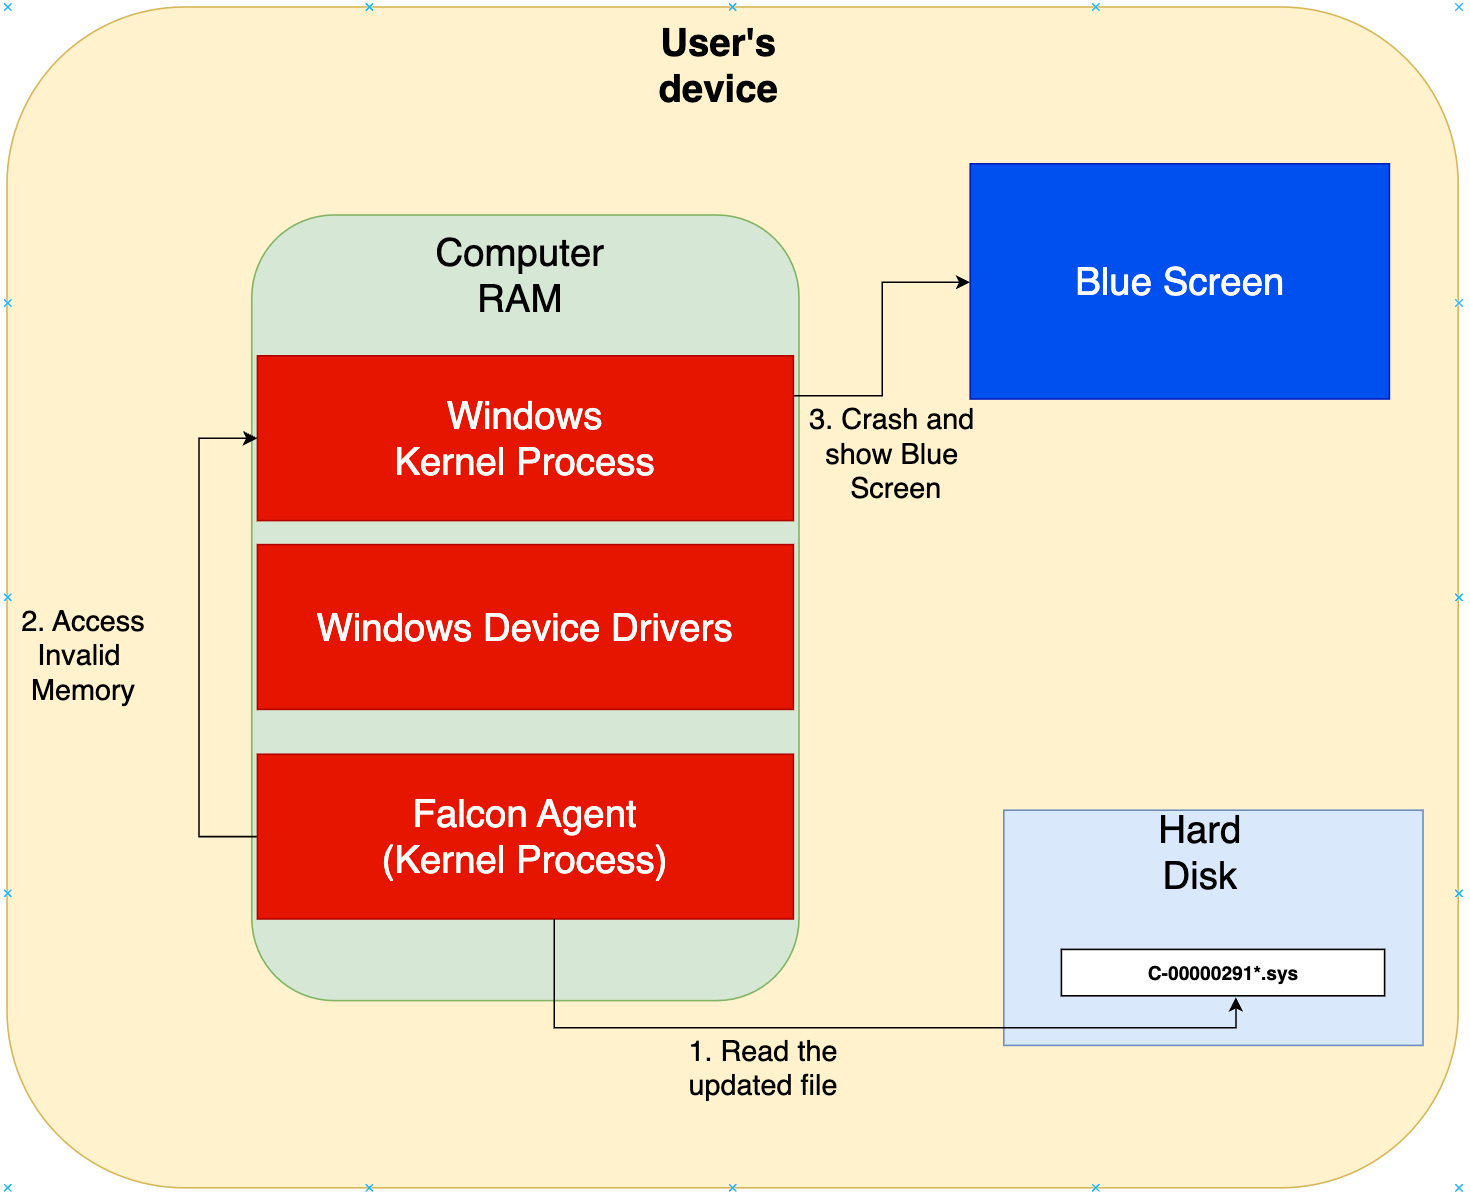 User's
device
Computer
RAM
Windows
Kernel Process
Blue Screen
3. Crash and
show Blue
Screen
Windows Device Drivers
2. Access
Invalid
Memory
Falcon Agent
(Kernel Process)
Hard
Disk
C-00000291*.sys
1. Read the
updated file